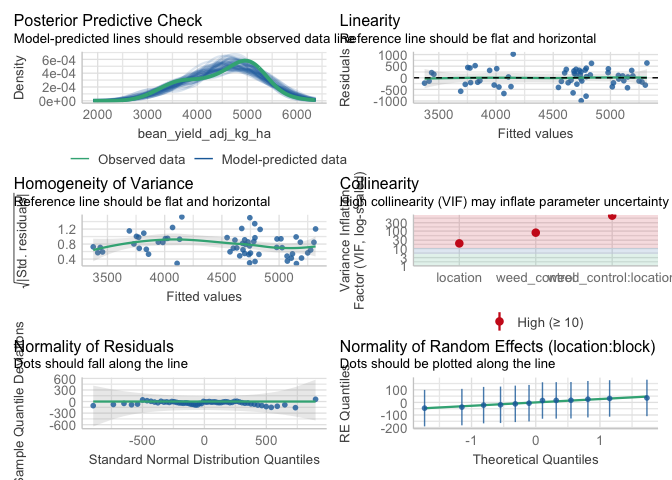 Posterior Predictive Check
Model-predicted lines should resemble observed data line
Density
6e-04
4e-04
2e-04
0e+00
2000 3000 4000 5000 6000
bean_yield_adj_kg_ha
Observed data Model-predicted data
Linearity
Reference line should be flat and horizontal
Residuals
1000
500
0
-500
-1000
3500 4000 4500 5000
Fitted values
Homogeneity of Variance
Reference line should be flat and horizontal
√|Std. residuals|
1.2
0.8
0.4
3500 4000 4500 5000
Fitted values
Collinearity
High collinearity (VIF) may inflate parameter uncertainty
Variance Inflation
Factor (VIF, log-scaled)
300
100
30
10
5
3
1
location weed_control weed_control:location
High (≥ 10)
Normality of Residuals
Dots should fall along the line
Sample Quantile Deviations
600
300
0
-300
-600
-500 0 500
Standard Normal Distribution Quantiles
Normality of Random Effects (location:block)
Dots should be plotted along the line
RE Quantiles
100
0
-100
-200
-1 0 1
Theoretical Quantiles